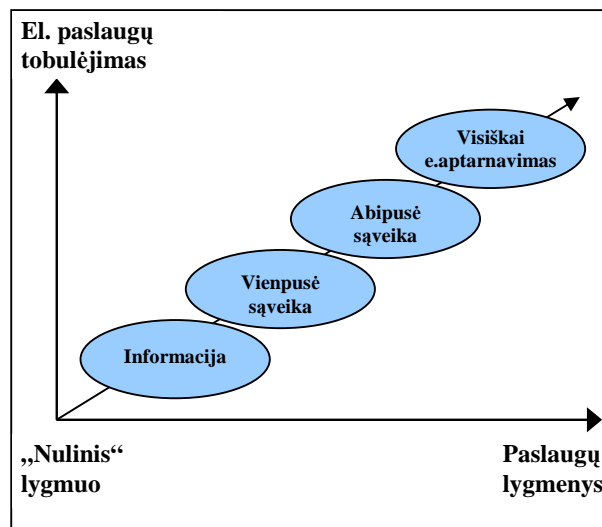 El. paslaugų
tobulėjimas
Visiškai
e.aptarnavimas
Abipusė
sąveika
Vienpusė
sąveika
Informacija
„Nulinis“
lygmuo
Paslaugų
lygmenys